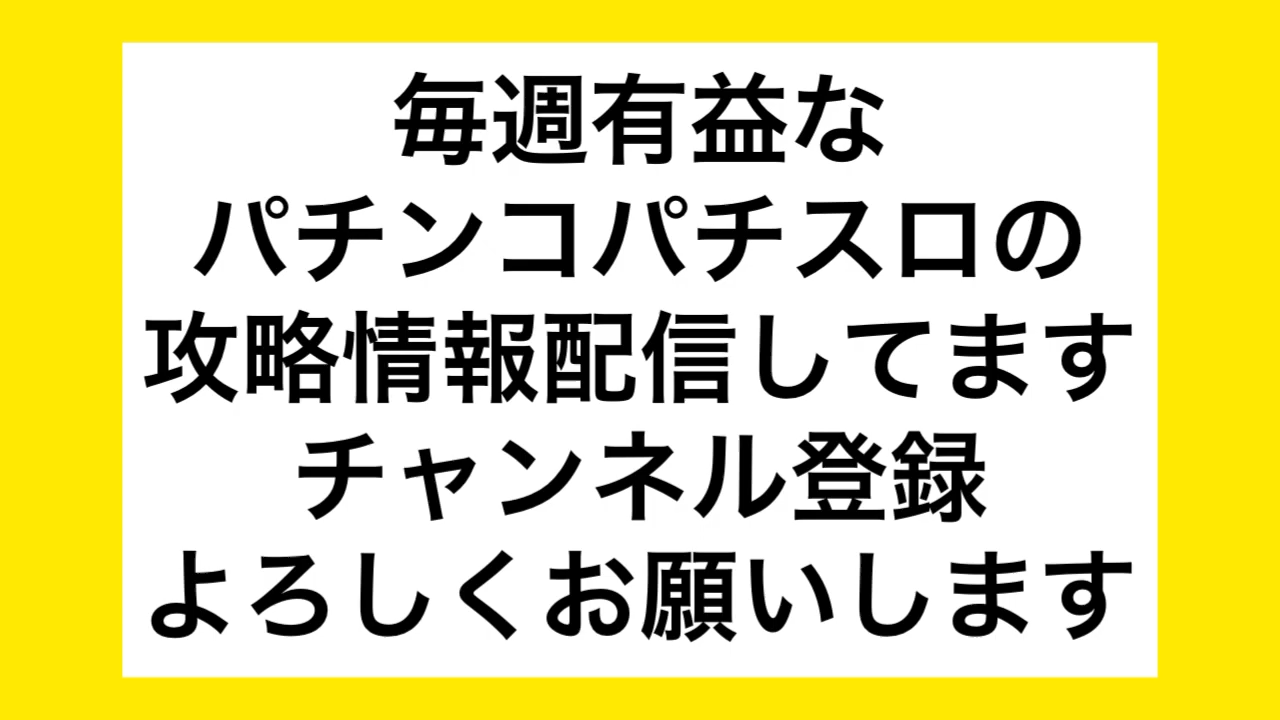 毎週有益な
パチンコパチスロの
攻略情報配信してます
チャンネル登録
よろしくお願いします